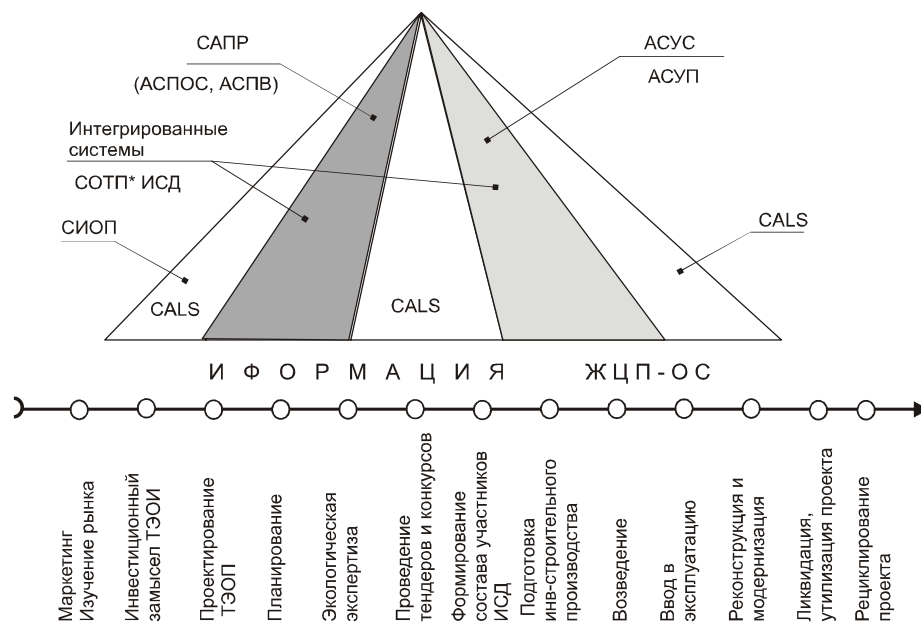 САПР
(АСПОС, АСПВ)
АСУС
АСУП
Интегрированные
системы
СОТП* ИСД
СИОП
CALS
CALS
CALS
ИФОРМАЦИЯ ЖЦП-ОС
Маркетинг
Изучение рынка
Инвестиционный
замысел ТЭОИ
Проектирование
ТЭОП
Планирование
Экологическая
экспертиза
Проведение
тендеров и конкурсов
Формирование
состава участников
ИСД
Подготовка
инв-строительного
производства
Возведение
Ввод в
эксплуатацию
Реконструкция и
модернизация
Ликвидация,
утилизация проекта
Рециклирование
проекта